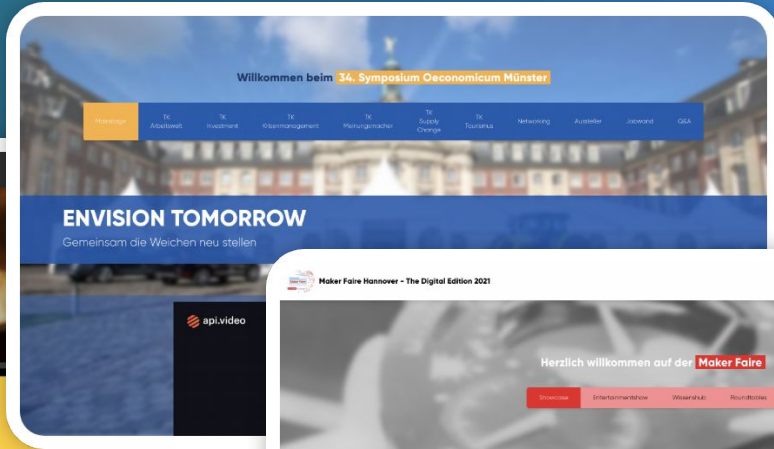 Willkommen beim 34. Symposium Oeconomicum Münster
Mainstage
TK
Arbeitswelt
TK
Investment
TK
Krisenmanagement
TK
Meinungsmacher
TK
Supply
Change
TK
Tourismus
Networking
Aussteller
Jobwand
Q&A
ENVISION TOMORROW
Gemeinsam die Weichen neu stellen
api.video
Maker Faire Hannover - The Digital Edition 2021
Herzlich willkommen auf der Maker Faire
Showcase
Entertainmentshow
Wissenshub
Roundtables